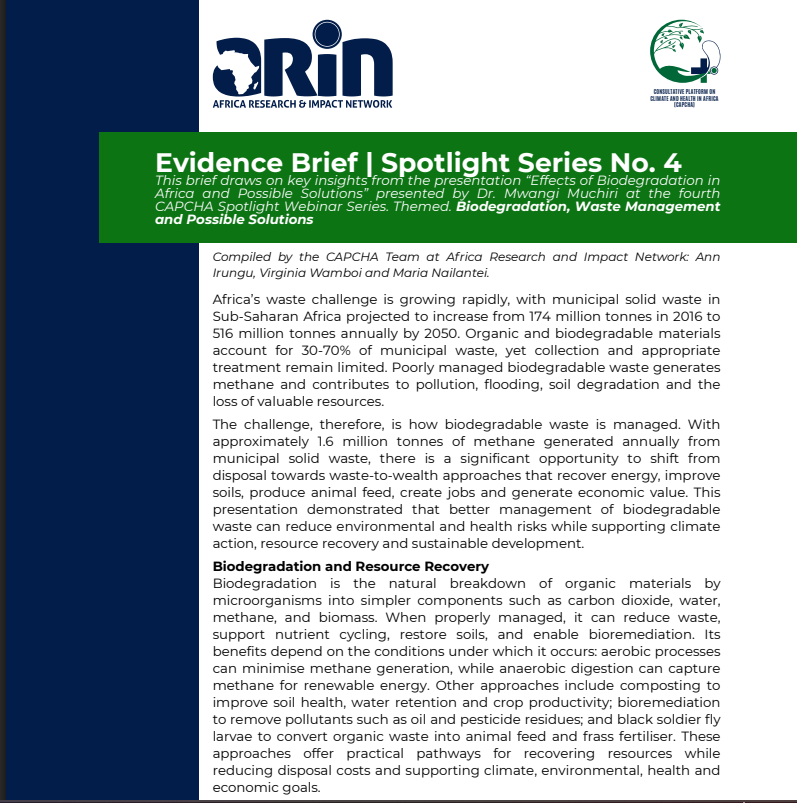 arin
AFRICA RESEARCH & IMPACT NETWORK
CONSULTATIVE PLATFORM ON
CLIMATE AND HEALTH IN AFRICA
(CAPCHA)
Evidence Brief | Spotlight Series No. 4
This brief draws on key insights from the presentation “Effects of Biodegradation in
Africa and Possible Solutions” presented by Dr. Mwangi Muchiri at the fourth
CAPCHA Spotlight Webinar Series. Themed. Biodegradation, Waste Management
and Possible Solutions
Compiled by the CAPCHA Team at Africa Research and Impact Network: Ann
Irungu, Virginia Wamboi and Maria Nailantei.
Africa’s waste challenge is growing rapidly, with municipal solid waste in
Sub-Saharan Africa projected to increase from 174 million tonnes in 2016 to
516 million tonnes annually by 2050. Organic and biodegradable materials
account for 30-70% of municipal waste, yet collection and appropriate
treatment remain limited. Poorly managed biodegradable waste generates
methane and contributes to pollution, flooding, soil degradation and the
loss of valuable resources.
The challenge, therefore, is how biodegradable waste is managed. With
approximately 1.6 million tonnes of methane generated annually from
municipal solid waste, there is a significant opportunity to shift from
disposal towards waste-to-wealth approaches that recover energy, improve
soils, produce animal feed, create jobs and generate economic value. This
presentation demonstrated that better management of biodegradable
waste can reduce environmental and health risks while supporting climate
action, resource recovery and sustainable development.
Biodegradation and Resource Recovery
Biodegradation is the natural breakdown of organic materials by
microorganisms into simpler components such as carbon dioxide, water,
methane, and biomass. When properly managed, it can reduce waste,
support nutrient cycling, restore soils, and enable bioremediation. Its
benefits depend on the conditions under which it occurs: aerobic processes
can minimise methane generation, while anaerobic digestion can capture
methane for renewable energy. Other approaches include composting to
improve soil health, water retention and crop productivity; bioremediation
to remove pollutants such as oil and pesticide residues; and black soldier fly
larvae to convert organic waste into animal feed and frass fertiliser. These
approaches offer practical pathways for recovering resources while
reducing disposal costs and supporting climate, environmental, health and
economic goals.